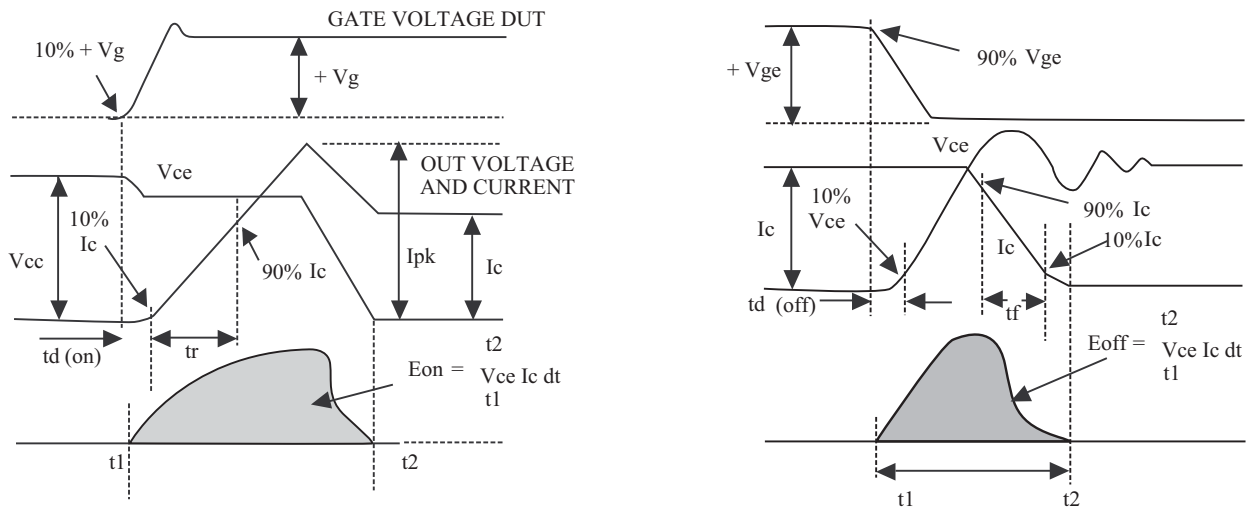 GATE VOLTAGE DUT
10% + Vg
+ Vg
Vce
OUT VOLTAGE
AND CURRENT
10%
Ic
Vcc
90% Ic
Ipk
Ic
td (on)
tr
t2
Eon =
Vce Ic dt
t1
t1
t2
90% Vge
+ Vge
Vce
10%
Vce
90% Ic
Ic
Ic
10% Ic
td (off)
tf
t2
Eoff =
Vce Ic dt
t1
t1
t2